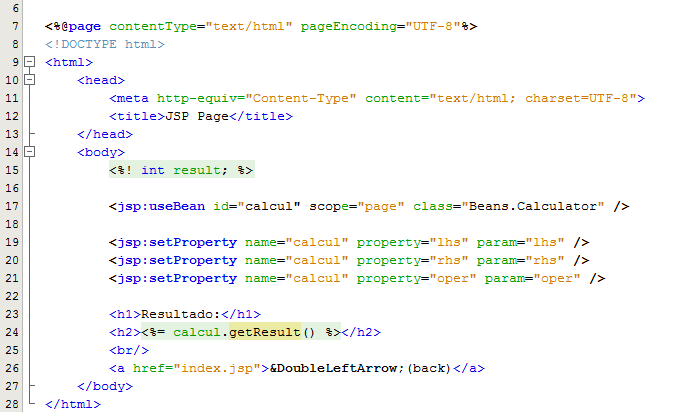 6
7 <%@page contentType="text/html" pageEncoding="UTF-8"%>
8 <!DOCTYPE html>
9 <html>
10 <head>
11 <meta http-equiv="Content-Type" content="text/html; charset=UTF-8">
12 <title>JSP Page</title>
13 </head>
14 <body>
15 <%! int result; %>
16
17 <jsp:useBean id="calcul" scope="page" class="Beans.Calculator" />
18
19 <jsp:setProperty name="calcul" property="lhs" param="lhs" />
20 <jsp:setProperty name="calcul" property="rhs" param="rhs" />
21 <jsp:setProperty name="calcul" property="oper" param="oper" />
22
23 <h1>Resultado:</h1>
24 <h2><%= calcul.getResult() %></h2>
25 <br/>
26 <a href="index.jsp">&DoubleLeftArrow;(back)</a>
27 </body>
28 </html>